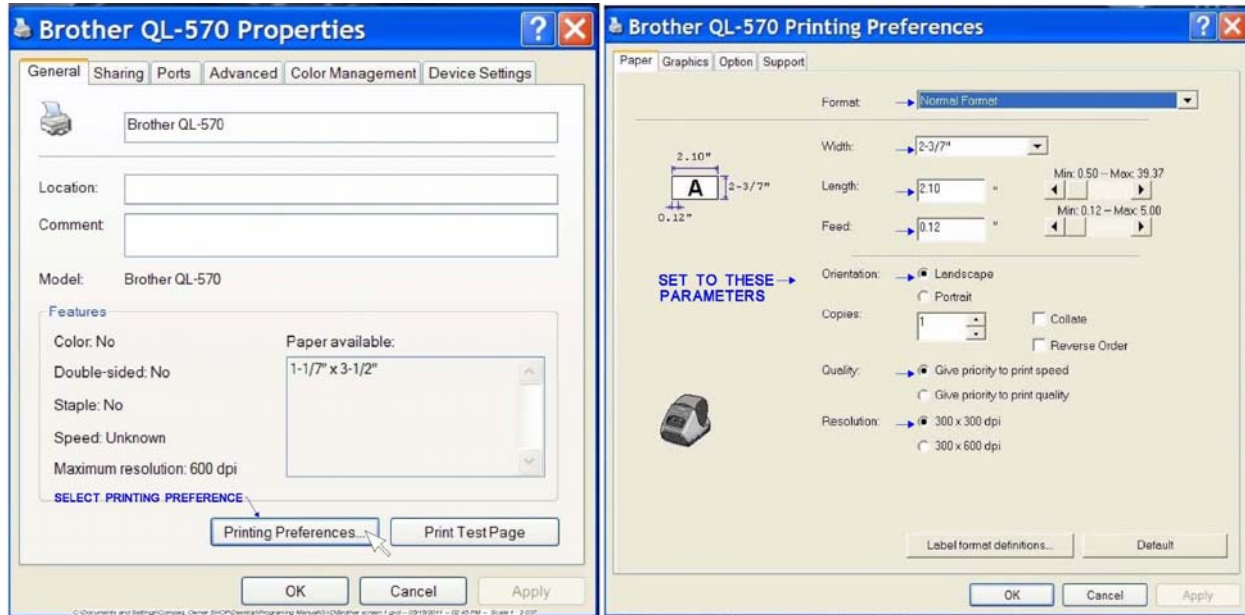 Brother QL-570 Properties
General Sharing Ports Advanced Color Management Device Settings
Brother QL-570
Location:
Comment:
Model: Brother QL-570
Features
Color: No
Paper available:
Double-sided: No
1-1/7" x 3-1/2"
Staple: No
Speed: Unknown
Maximum resolution: 600 dpi
SELECT PRINTING PREFERENCE
Printing Preferences... Print Test Page
OK Cancel Apply
Brother QL-570 Printing Preferences
Paper Graphics Option Support
Format: Normal Format
Width: 2-3/7"
2.10"
A 2-3/7"
0.12"
Length: 2.10 "
Min: 0.50 – Max: 39.37
Feed: 0.12 "
Min: 0.12 – Max: 5.00
SET TO THESE
PARAMETERS
Orientation: Landscape
Portrait
Copies: 1 Collate
Reverse Order
Quality: Give priority to print speed
Give priority to print quality
Resolution: 300 x 300 dpi
300 x 600 dpi
Label format definitions... Default
OK Cancel Apply